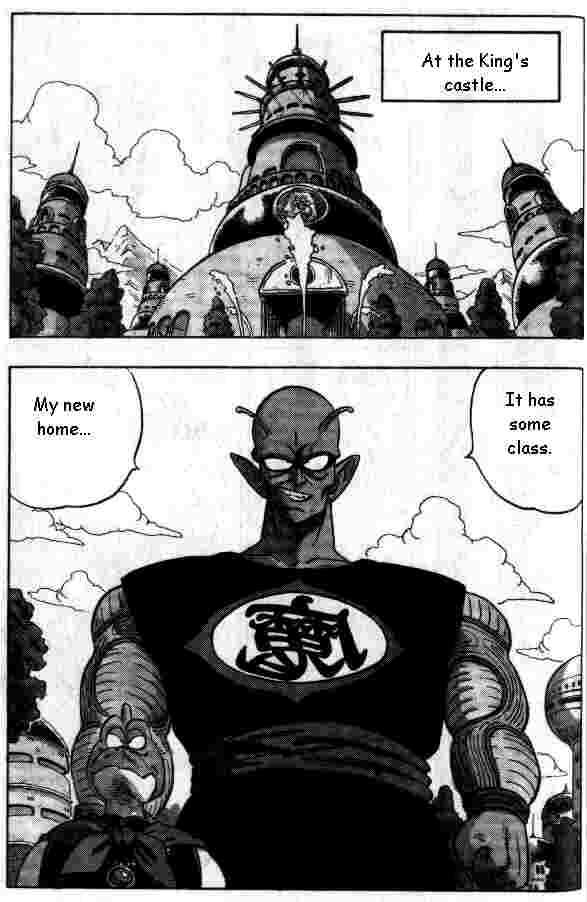 At the King's
castle...
My new
home...
It has
some
class.